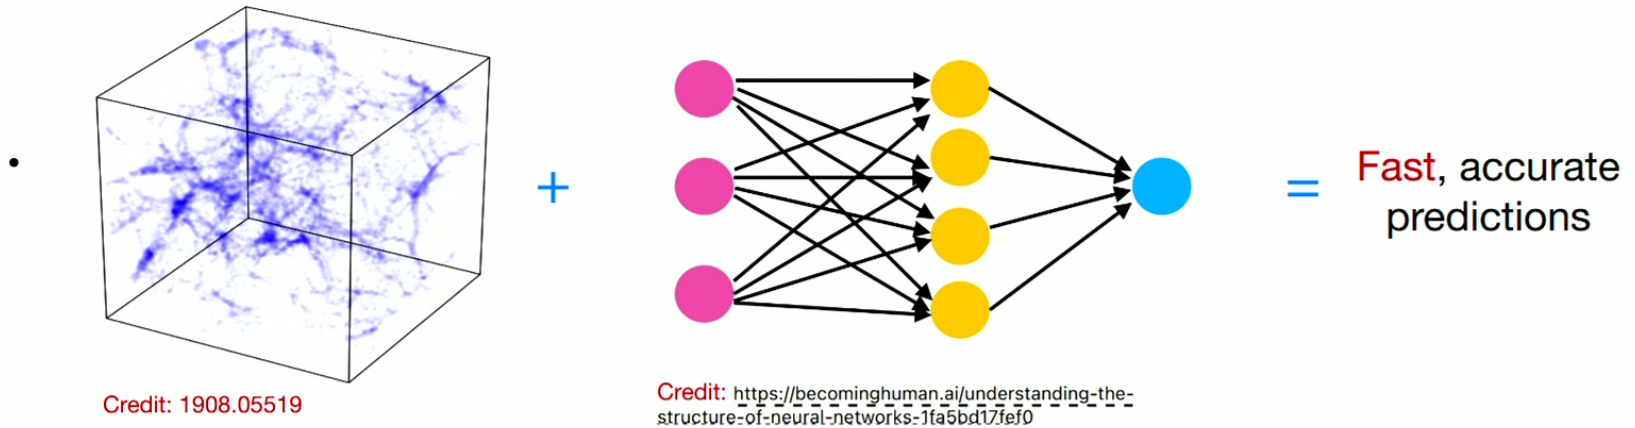 •
+
=
Fast, accurate
predictions
Credit: 1908.05519
Credit: https://becominghuman.ai/understanding-the-
structure-of-neural-networks-1fa5bd17fef0